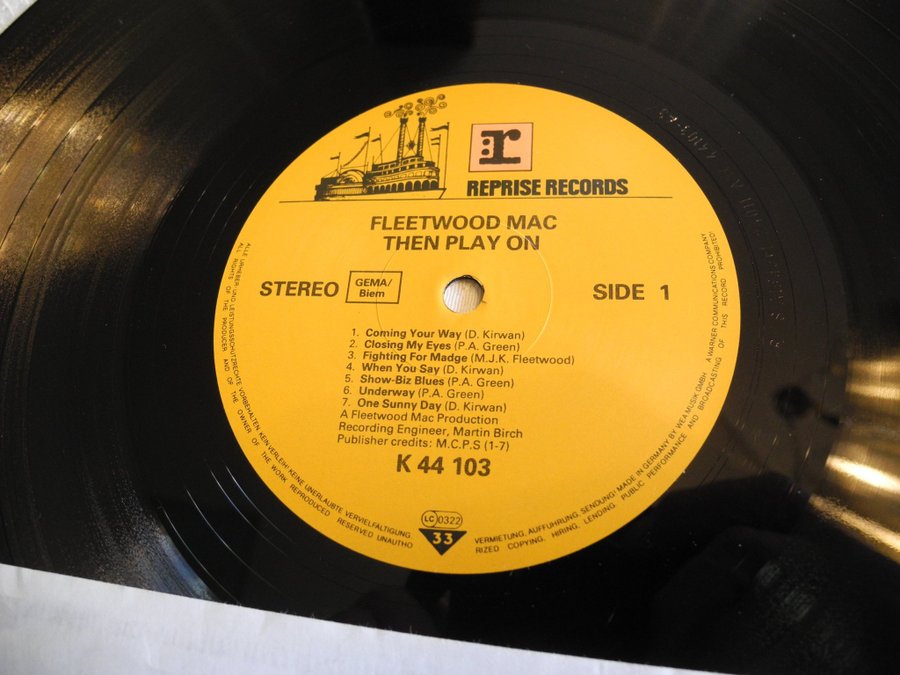 r
REPRISE RECORDS
FLEETWOOD MAC
THEN PLAY ON
STEREO
GEMA/
Biem
SIDE 1
1. Coming Your Way (D. Kirwan)
2. Closing My Eyes (P.A. Green)
3. Fighting For Madge (M.J.K. Fleetwood)
4. When You Say (D. Kirwan)
5. Show-Biz Blues (P.A. Green)
6. Underway (P.A. Green)
7. One Sunny Day (D. Kirwan)
A Fleetwood Mac Production
Recording Engineer, Martin Birch
Publisher credits: M.C.P.S (1-7)
K 44 103
LC 0322
33
ALLE URHEBER UND LEISTUNGSSCHUTZRECHTE VORBEHALTEN KEIN VERLEIH! KEINE UNERLAUBTE VERVIELFÄLTIGUNG, VERMIETUNG, AUFFÜHRUNG, SENDUNG! MADE IN GERMANY BY WEA MUSIK GMBH. A WARNER COMMUNICATIONS COMPANY
ALL RIGHTS OF THE PRODUCER AND OF THE OWNER OF THE WORK REPRODUCED RESERVED UNAUTHORIZED COPYING, HIRING, LENDING PUBLIC PERFORMANCE AND BROADCASTING OF THIS RECORD PROHIBITED!